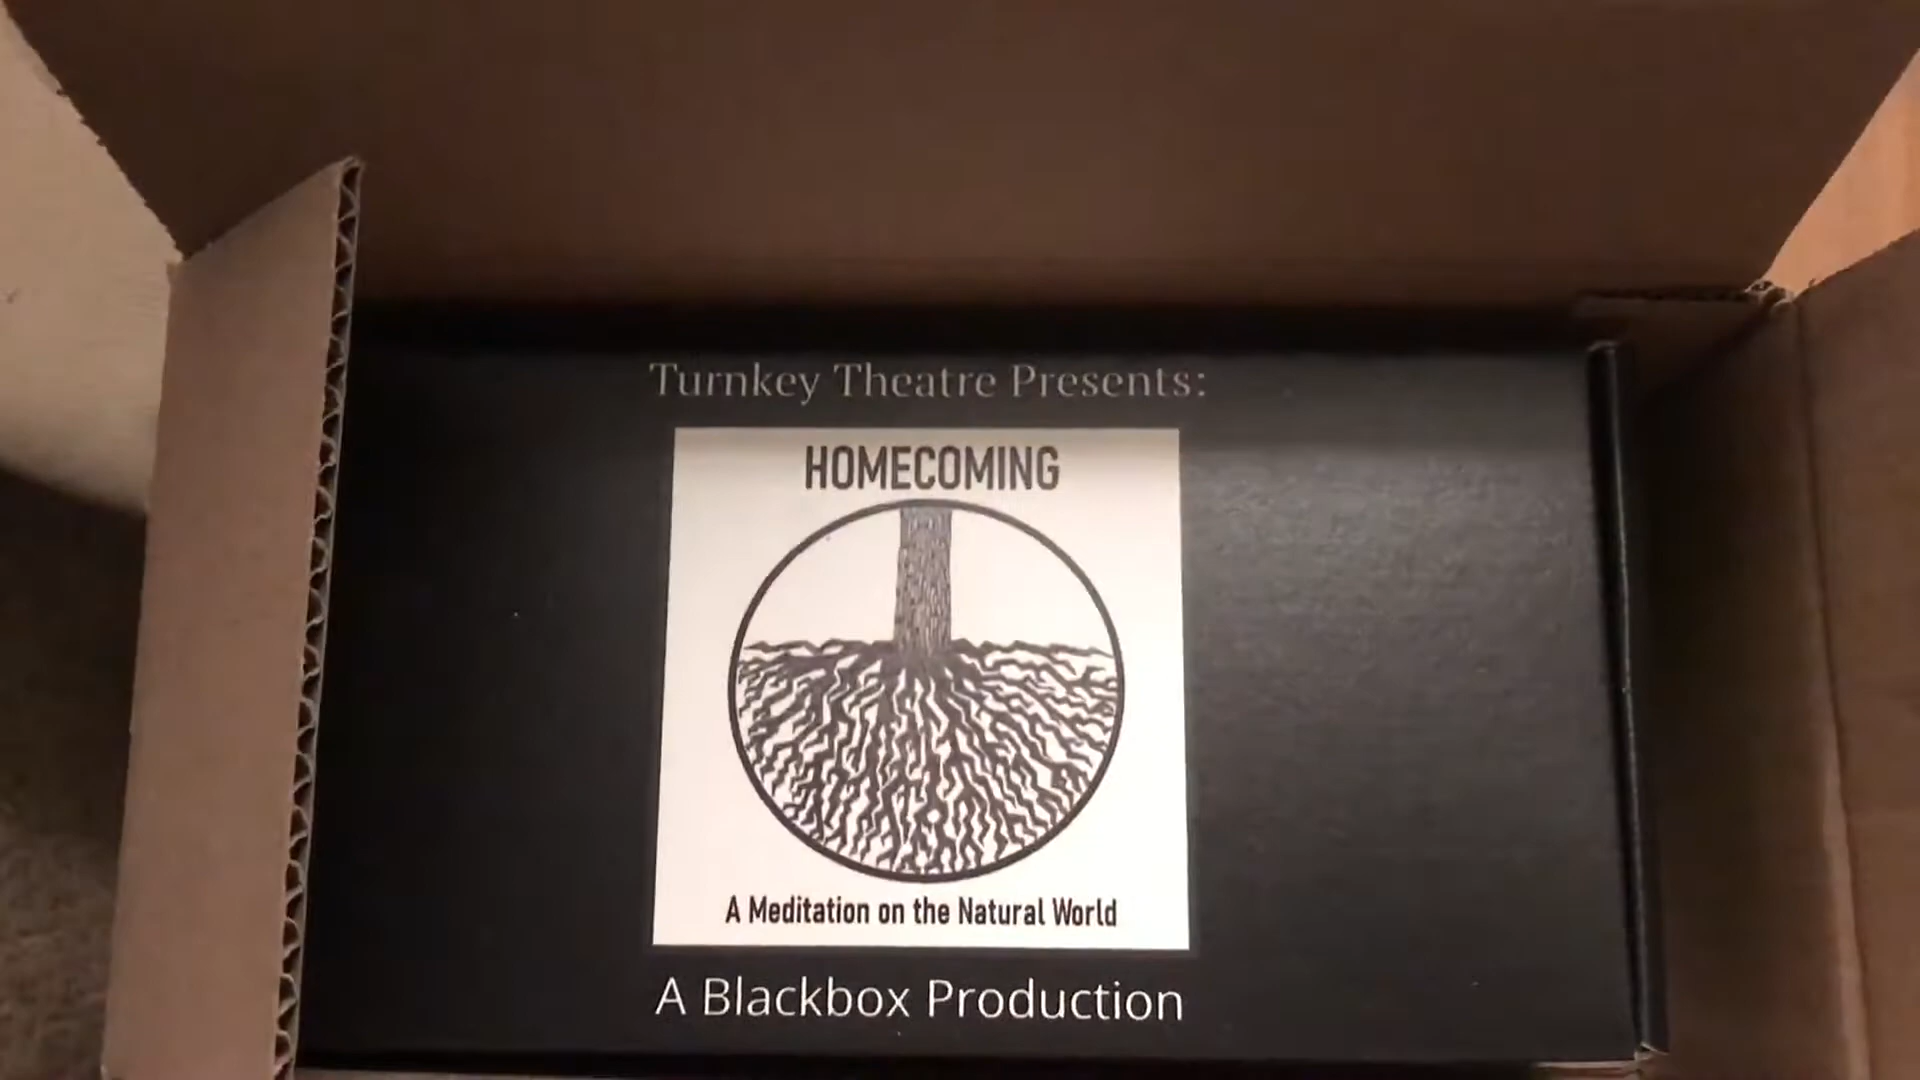 Turnkey Theatre Presents:
HOMECOMING
A Meditation on the Natural World
A Blackbox Production